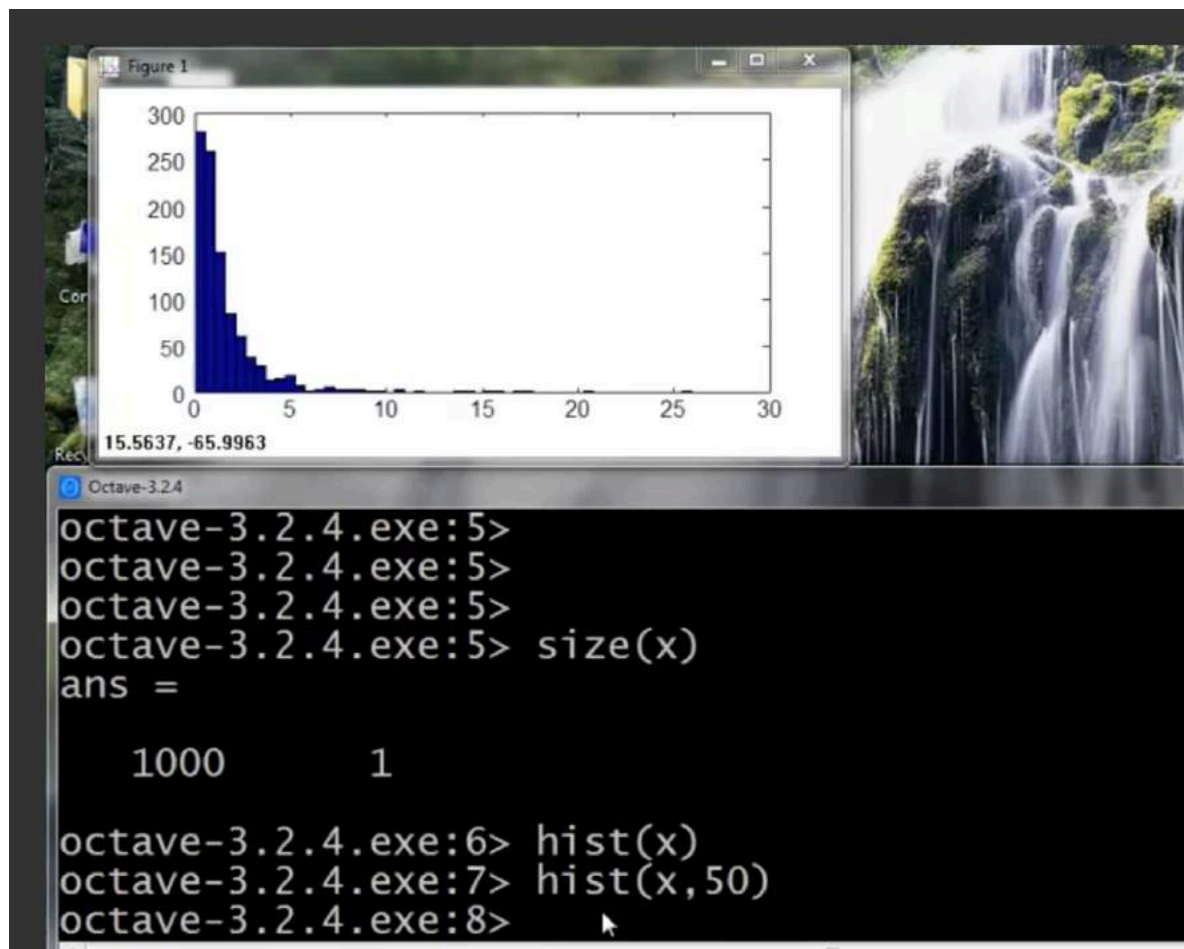 Figure 1
300
250
200
150
100
50
0
0 5 10 15 20 25 30
15.5637, -65.9963
Cor
Rec
Octave-3.2.4
octave-3.2.4.exe:5>
octave-3.2.4.exe:5>
octave-3.2.4.exe:5>
octave-3.2.4.exe:5> size(x)
ans =
1000 1
octave-3.2.4.exe:6> hist(x)
octave-3.2.4.exe:7> hist(x,50)
octave-3.2.4.exe:8>